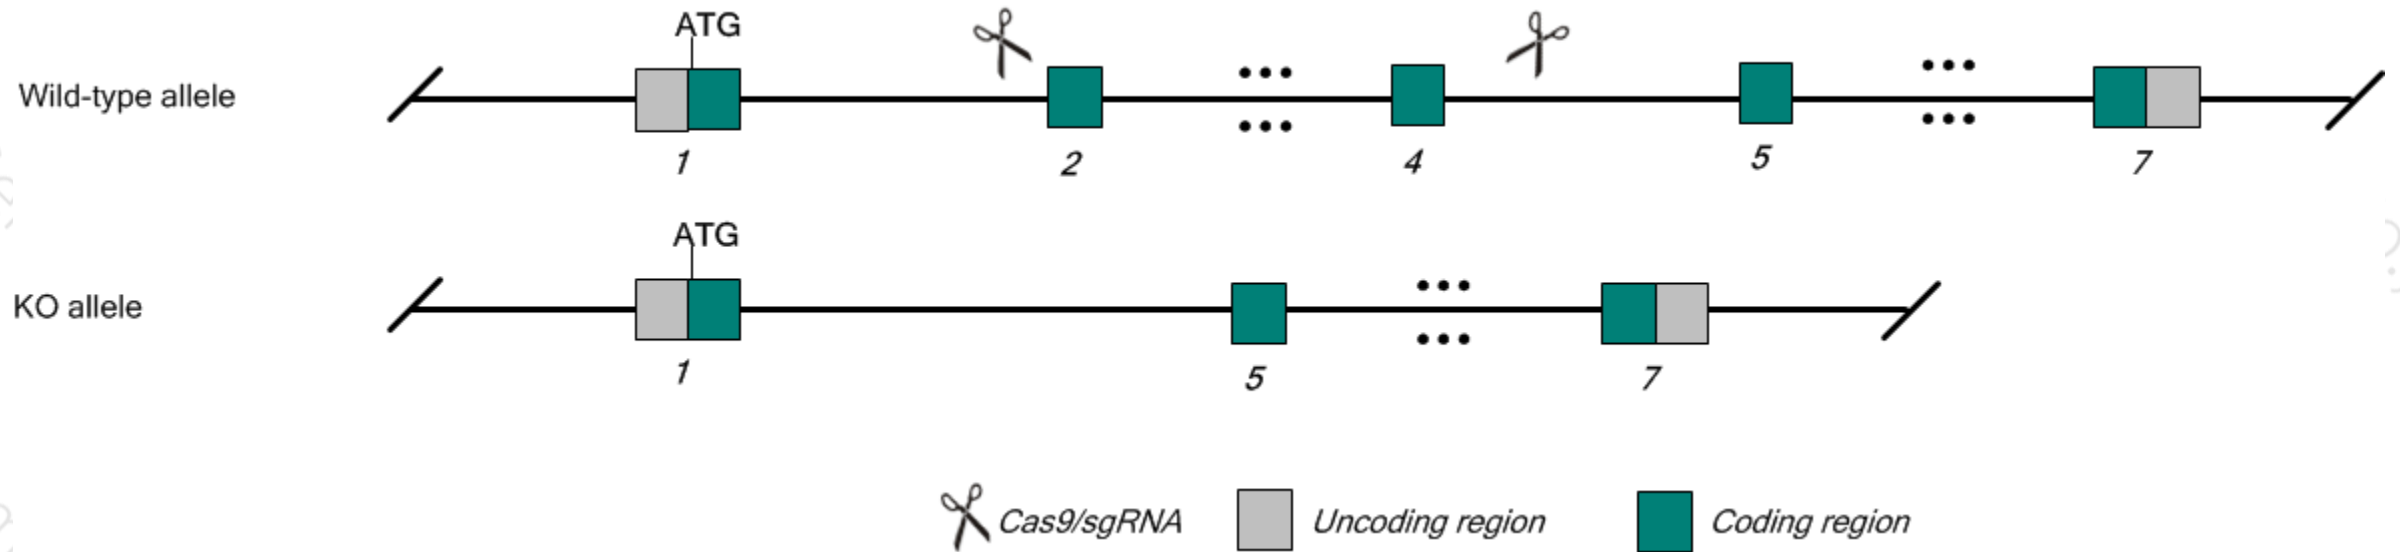 ATG
Wild-type allele
1 2 4 5 7
ATG
KO allele
1 5 7
Cas9/sgRNA Uncoding region Coding region